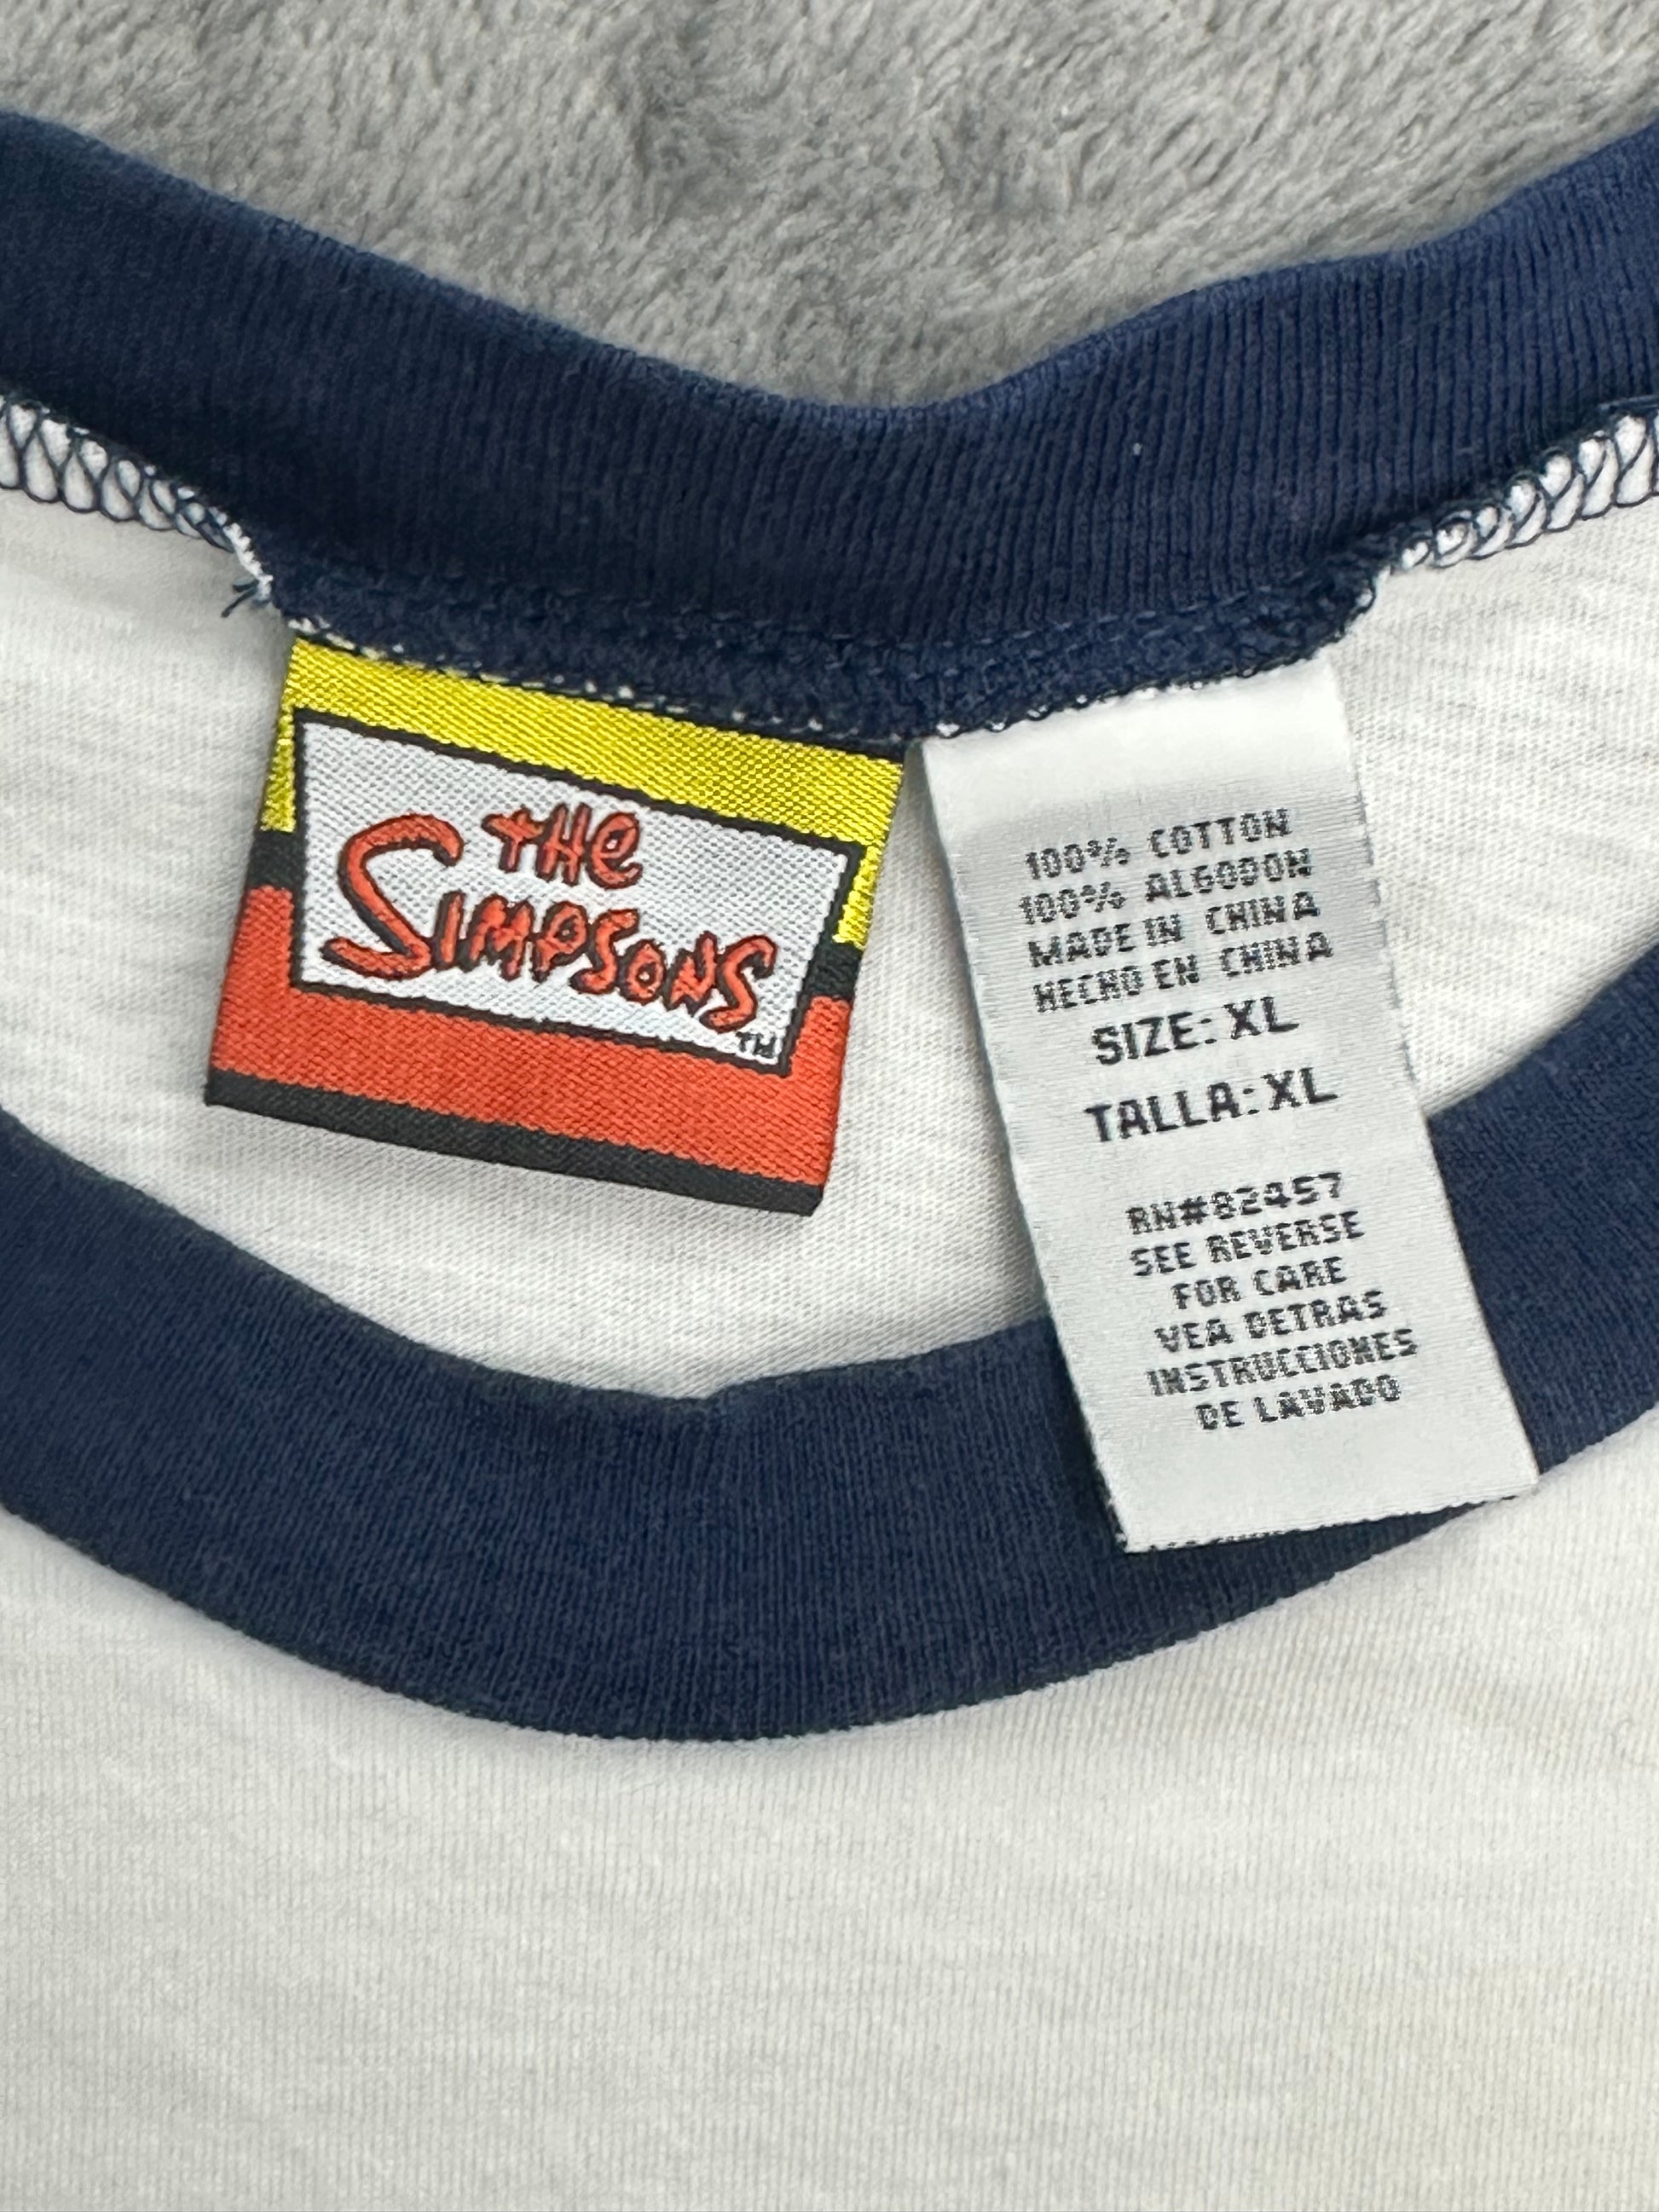 THE
SIMPSONS
TM
100% COTTON
100% ALGODON
MADE IN CHINA
HECHO EN CHINA
SIZE: XL
TALLA: XL
RN#82457
SEE REVERSE
FOR CARE
VEA DETRAS
INSTRUCCIONES
DE LAVADO